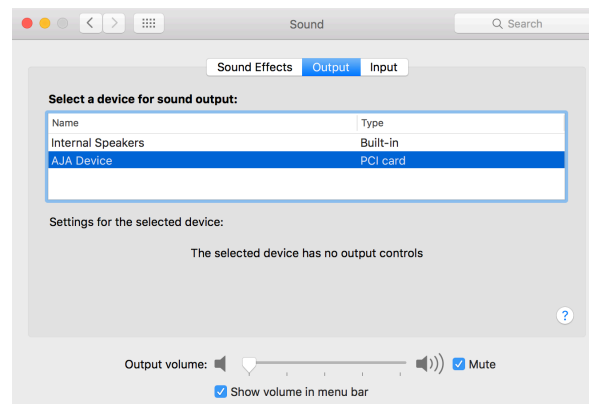 Sound
Search
Sound Effects Output Input
Select a device for sound output:
Name Type
Internal Speakers Built-in
AJA Device PCI card
Settings for the selected device:
The selected device has no output controls
?
Output volume: Mute
Show volume in menu bar